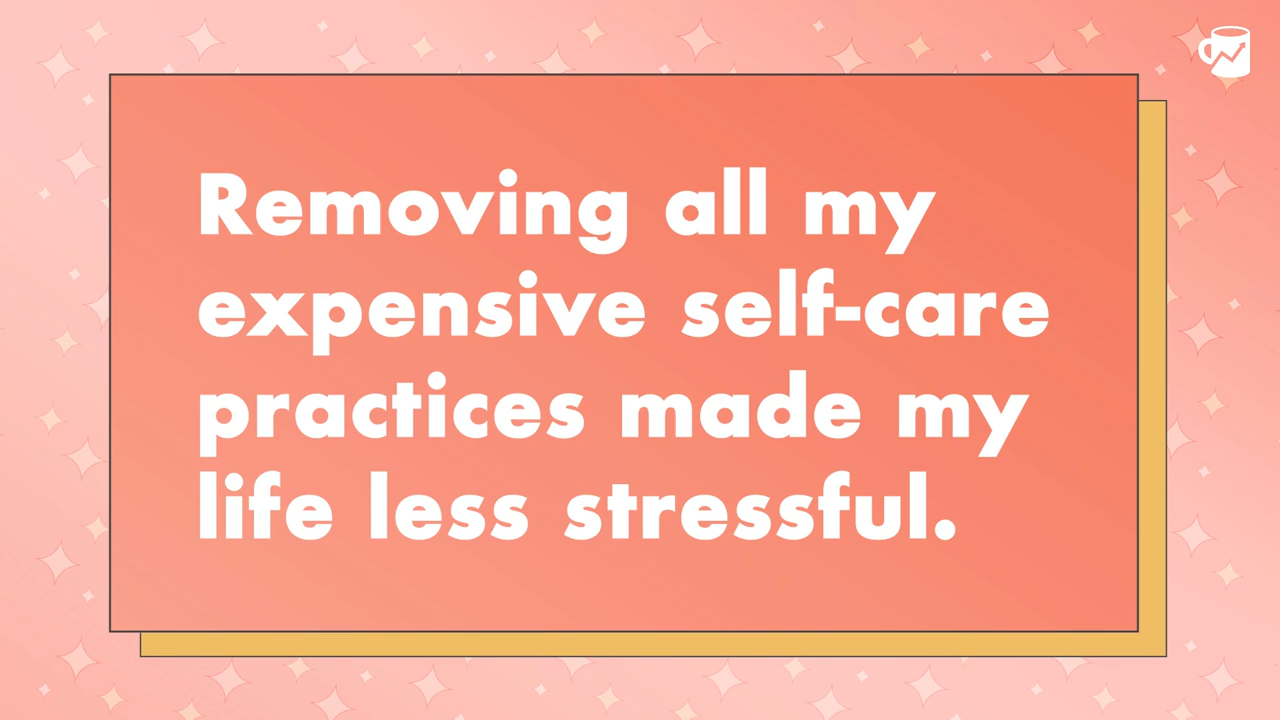 Removing all my
expensive self-care
practices made my
life less stressful.